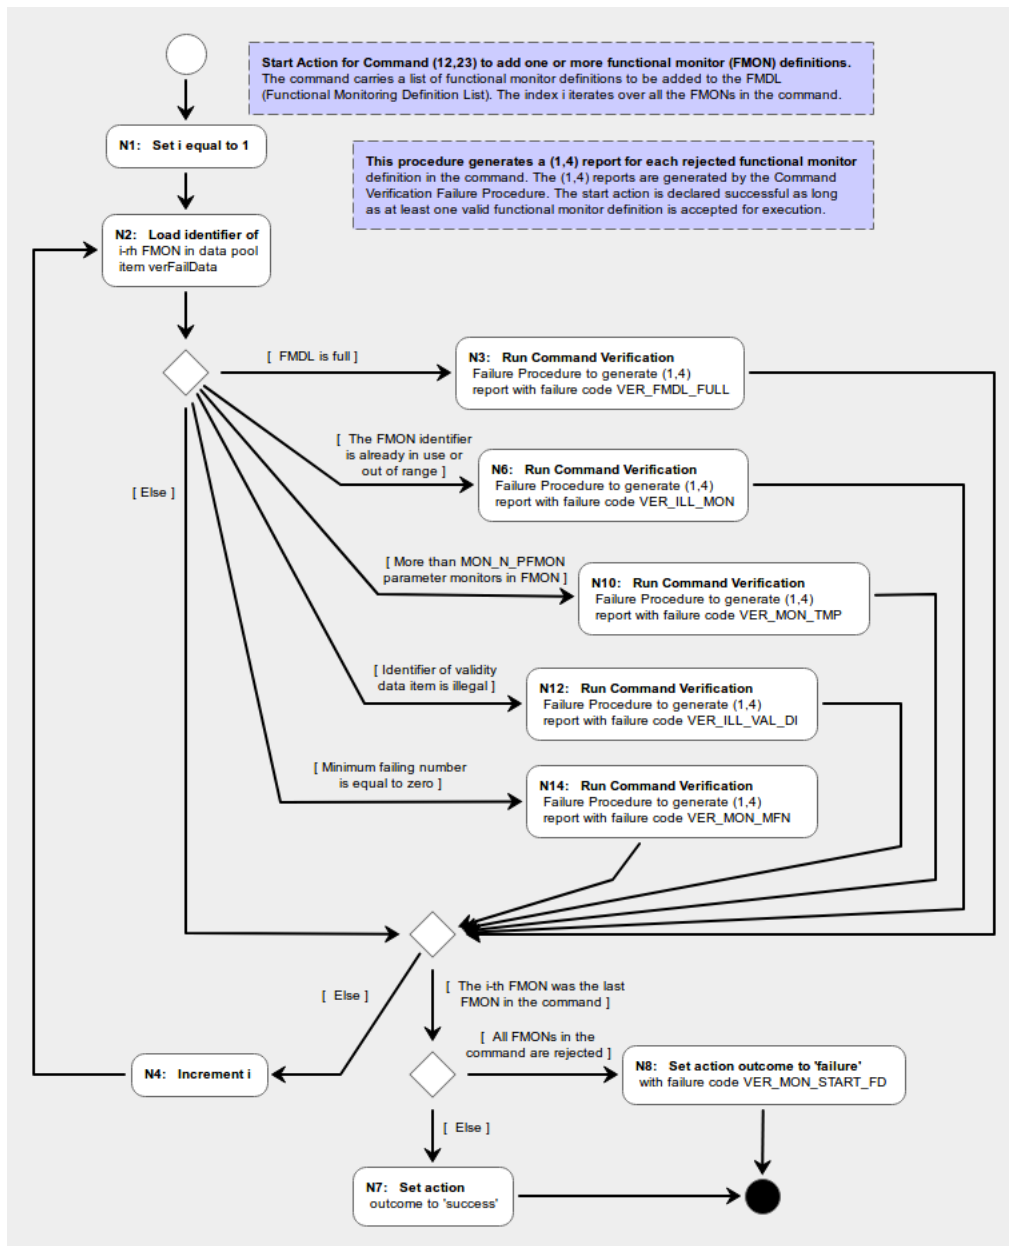 Start Action for Command (12,23) to add one or more functional monitor (FMON) definitions.
The command carries a list of functional monitor definitions to be added to the FMDL
(Functional Monitoring Definition List). The index i iterates over all the FMONs in the command.
N1: Set i equal to 1
This procedure generates a (1,4) report for each rejected functional monitor
definition in the command. The (1,4) reports are generated by the Command
Verification Failure Procedure. The start action is declared successful as long
as at least one valid functional monitor definition is accepted for execution.
N2: Load identifier of
i-rh FMON in data pool
item verFailData
[ FMDL is full ]
N3: Run Command Verification
Failure Procedure to generate (1,4)
report with failure code VER_FMDL_FULL
[ The FMON identifier
is already in use or
out of range ]
N6: Run Command Verification
Failure Procedure to generate (1,4)
report with failure code VER_ILL_MON
[ Else ]
[ More than MON_N_PFMON
parameter monitors in FMON ]
N10: Run Command Verification
Failure Procedure to generate (1,4)
report with failure code VER_MON_TMP
[ Identifier of validity
data item is illegal ]
N12: Run Command Verification
Failure Procedure to generate (1,4)
report with failure code VER_ILL_VAL_DI
[ Minimum failing number
is equal to zero ]
N14: Run Command Verification
Failure Procedure to generate (1,4)
report with failure code VER_MON_MFN
[ Else ]
[ The i-th FMON was the last
FMON in the command ]
[ All FMONs in the
command are rejected ]
N4: Increment i
N8: Set action outcome to 'failure'
with failure code VER_MON_START_FD
[ Else ]
N7: Set action
outcome to 'success'